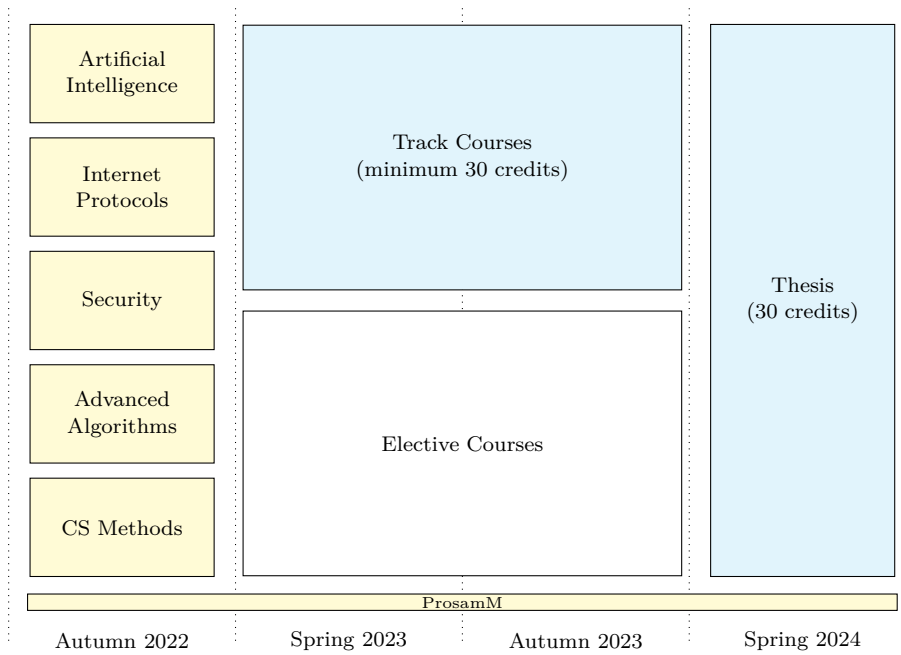 Artificial
Intelligence
Internet
Protocols
Security
Advanced
Algorithms
CS Methods
Track Courses
(minimum 30 credits)
Elective Courses
Thesis
(30 credits)
ProsamM
Autumn 2022
Spring 2023
Autumn 2023
Spring 2024